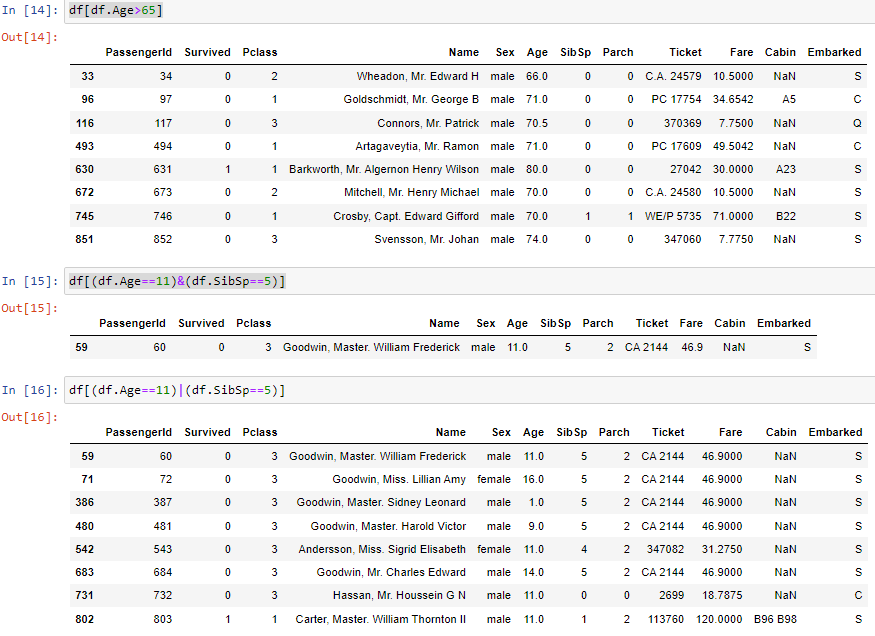 In [14]: df[df.Age>65]
Out[14]:
PassengerId Survived Pclass Name Sex Age SibSp Parch Ticket Fare Cabin Embarked
33 34 0 2 Wheadon, Mr. Edward H male 66.0 0 0 C.A. 24579 10.5000 NaN S
96 97 0 1 Goldschmidt, Mr. George B male 71.0 0 0 PC 17754 34.6542 A5 C
116 117 0 3 Connors, Mr. Patrick male 70.5 0 0 370369 7.7500 NaN Q
493 494 0 1 Artagaveytia, Mr. Ramon male 71.0 0 0 PC 17609 49.5042 NaN C
630 631 1 1 Barkworth, Mr. Algernon Henry Wilson male 80.0 0 0 27042 30.0000 A23 S
672 673 0 2 Mitchell, Mr. Henry Michael male 70.0 0 0 C.A. 24580 10.5000 NaN S
745 746 0 1 Crosby, Capt. Edward Gifford male 70.0 1 1 WE/P 5735 71.0000 B22 S
851 852 0 3 Svensson, Mr. Johan male 74.0 0 0 347060 7.7750 NaN S
In [15]: df[(df.Age==11)&(df.SibSp==5)]
Out[15]:
PassengerId Survived Pclass Name Sex Age SibSp Parch Ticket Fare Cabin Embarked
59 60 0 3 Goodwin, Master. William Frederick male 11.0 5 2 CA 2144 46.9 NaN S
In [16]: df[(df.Age==11)|(df.SibSp==5)]
Out[16]:
PassengerId Survived Pclass Name Sex Age SibSp Parch Ticket Fare Cabin Embarked
59 60 0 3 Goodwin, Master. William Frederick male 11.0 5 2 CA 2144 46.9000 NaN S
71 72 0 3 Goodwin, Miss. Lillian Amy female 16.0 5 2 CA 2144 46.9000 NaN S
386 387 0 3 Goodwin, Master. Sidney Leonard male 1.0 5 2 CA 2144 46.9000 NaN S
480 481 0 3 Goodwin, Master. Harold Victor male 9.0 5 2 CA 2144 46.9000 NaN S
542 543 0 3 Andersson, Miss. Sigrid Elisabeth female 11.0 4 2 347082 31.2750 NaN S
683 684 0 3 Goodwin, Mr. Charles Edward male 14.0 5 2 CA 2144 46.9000 NaN S
731 732 0 3 Hassan, Mr. Houssein G N male 11.0 0 0 2699 18.7875 NaN C
802 803 1 1 Carter, Master. William Thornton II male 11.0 1 2 113760 120.0000 B96 B98 S